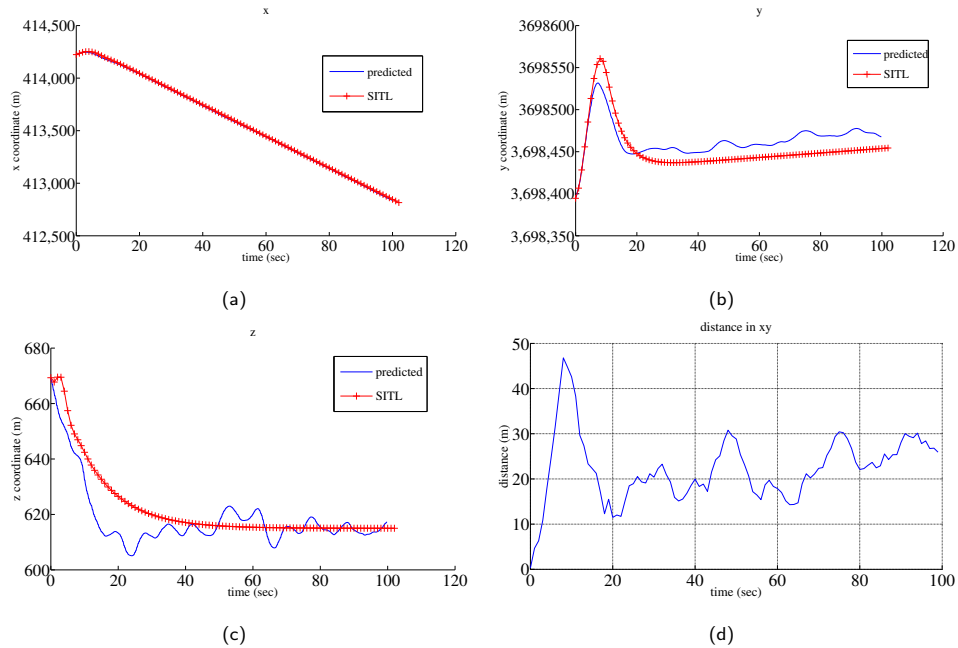 x
414,500
414,000
413,500
413,000
412,500
x coordinate (m)
0
20
40
60
80
100
120
time (sec)
predicted
SITL
(a)
y
3698600
3698550
3698500
3,698,450
3,698,400
3,698,350
y coordinate (m)
0
20
40
60
80
100
120
time (sec)
predicted
SITL
(b)
z
680
660
640
620
600
z coordinate (m)
0
20
40
60
80
100
120
time (sec)
predicted
SITL
(c)
distance in xy
50
40
30
20
10
0
distance (m)
0
20
40
60
80
100
time (sec)
(d)